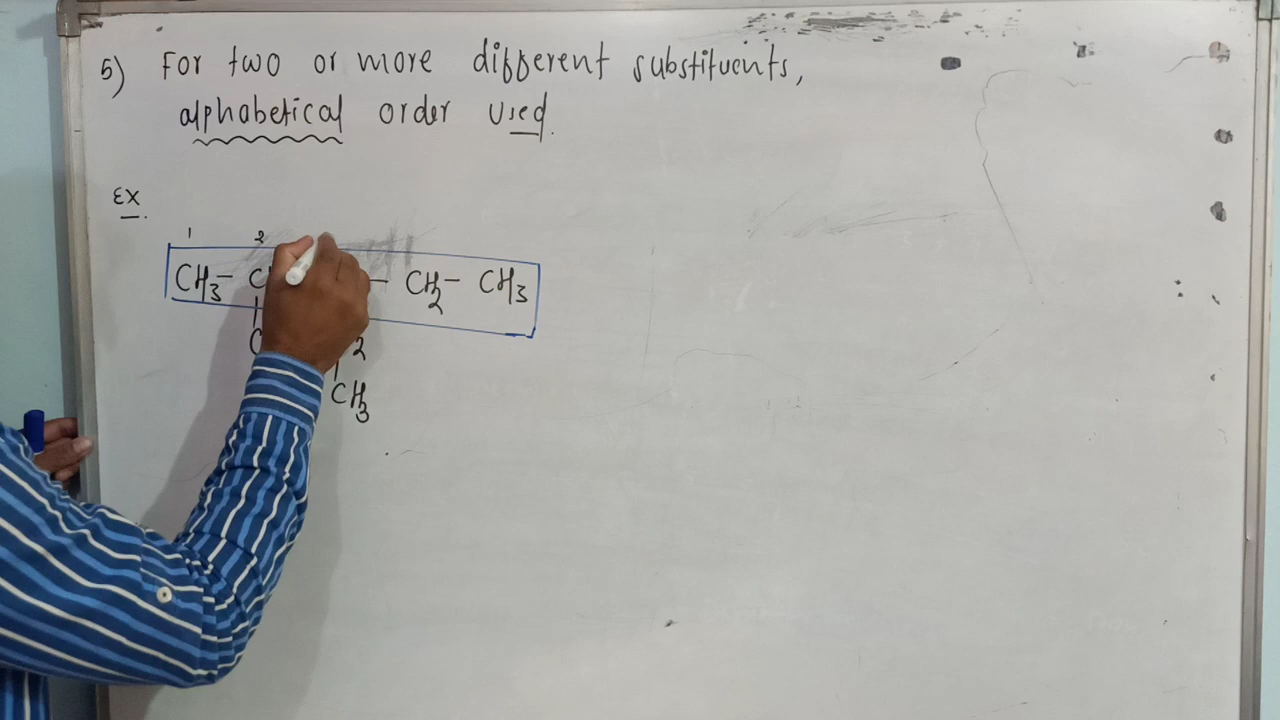 5) For two or more different substituents,
alphabetical order used.
Ex.
1 2
CH3- C - CH2- CH3
C 2
CH3